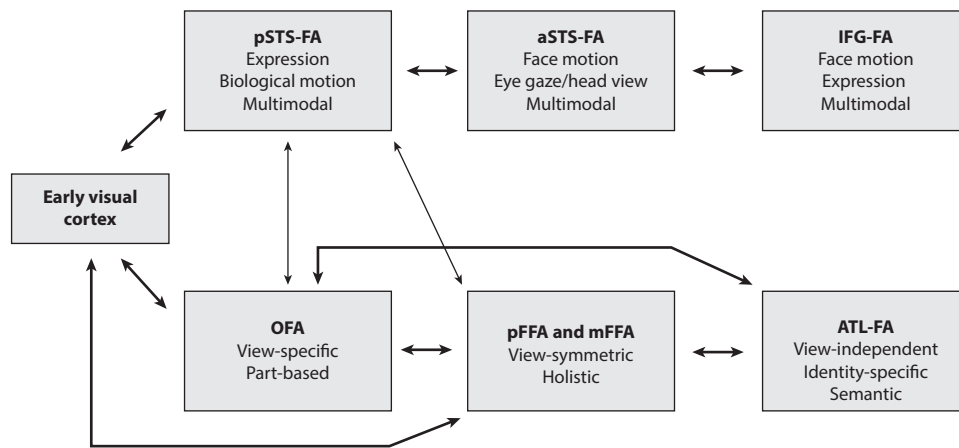 pSTS-FA
Expression
Biological motion
Multimodal
aSTS-FA
Face motion
Eye gaze/head view
Multimodal
IFG-FA
Face motion
Expression
Multimodal
Early visual
cortex
OFA
View-specific
Part-based
pFFA and mFFA
View-symmetric
Holistic
ATL-FA
View-independent
Identity-specific
Semantic